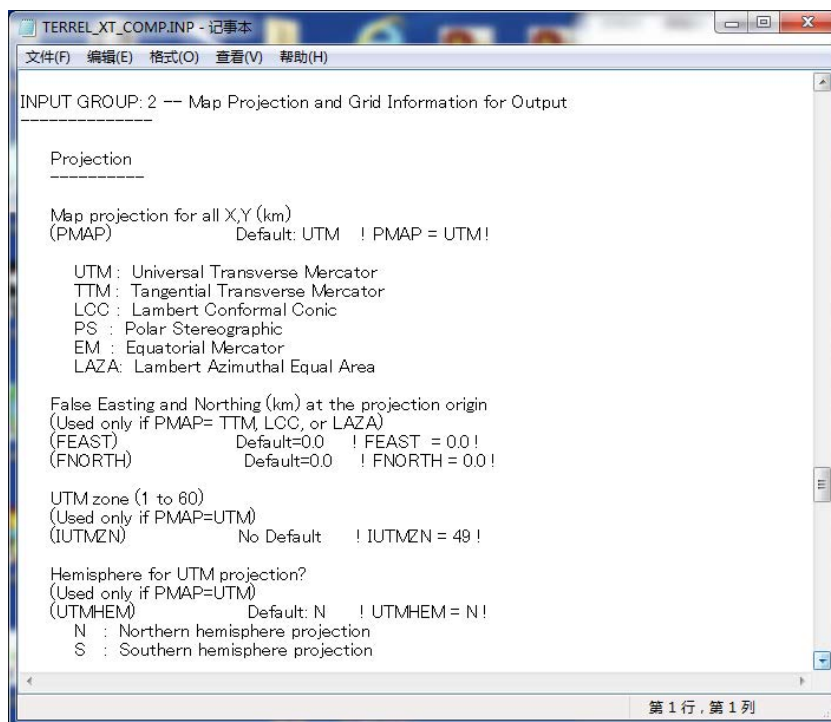 TERREL_XT_COMP.INP - 记事本
文件(F) 编辑(E) 格式(O) 查看(V) 帮助(H)
INPUT GROUP: 2 -- Map Projection and Grid Information for Output
--------------
Projection
----------
Map projection for all X,Y (km)
(PMAP) Default: UTM ! PMAP = UTM !
UTM : Universal Transverse Mercator
TTM : Tangential Transverse Mercator
LCC : Lambert Conformal Conic
PS : Polar Stereographic
EM : Equatorial Mercator
LAZA: Lambert Azimuthal Equal Area
False Easting and Northing (km) at the projection origin
(Used only if PMAP= TTM, LCC, or LAZA)
(FEAST) Default=0.0 ! FEAST = 0.0 !
(FNORTH) Default=0.0 ! FNORTH = 0.0 !
UTM zone (1 to 60)
(Used only if PMAP=UTM)
(IUTMZN) No Default ! IUTMZN = 49 !
Hemisphere for UTM projection?
(Used only if PMAP=UTM)
(UTMHEM) Default: N ! UTMHEM = N !
N : Northern hemisphere projection
S : Southern hemisphere projection
第 1 行 , 第 1 列